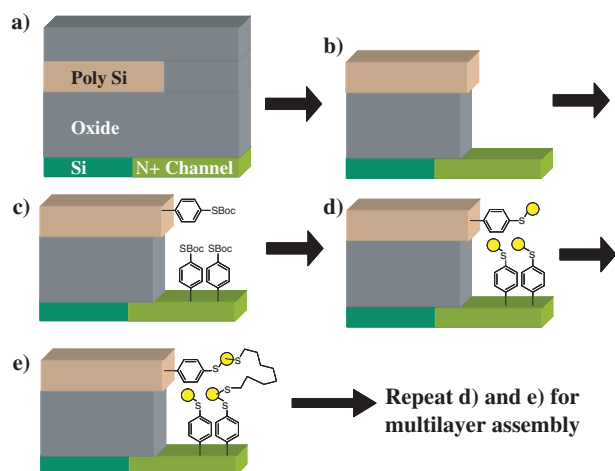 a)
Poly Si
Oxide
Si
N+ Channel
b)
c)
SBoc
SBoc
SBoc
d)
S
S
S
e)
S
S
S
S
S
Repeat d) and e) for
multilayer assembly